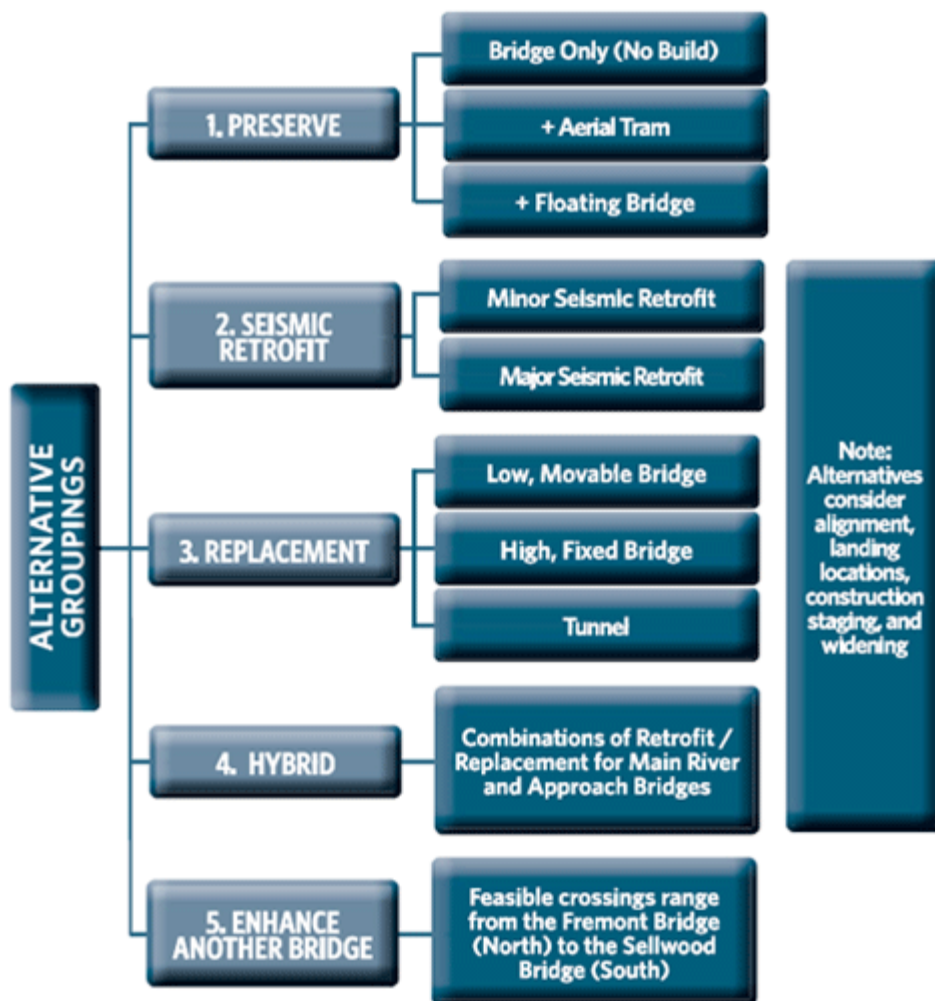 ALTERNATIVE
GROUPINGS
1. PRESERVE
Bridge Only (No Build)
+ Aerial Tram
+ Floating Bridge
2. SEISMIC
RETROFIT
Minor Seismic Retrofit
Major Seismic Retrofit
3. REPLACEMENT
Low, Movable Bridge
High, Fixed Bridge
Tunnel
4. HYBRID
Combinations of Retrofit /
Replacement for Main River
and Approach Bridges
5. ENHANCE
ANOTHER BRIDGE
Feasible crossings range
from the Fremont Bridge
(North) to the Sellwood
Bridge (South)
Note:
Alternatives
consider
alignment,
landing
locations,
construction
staging, and
widening